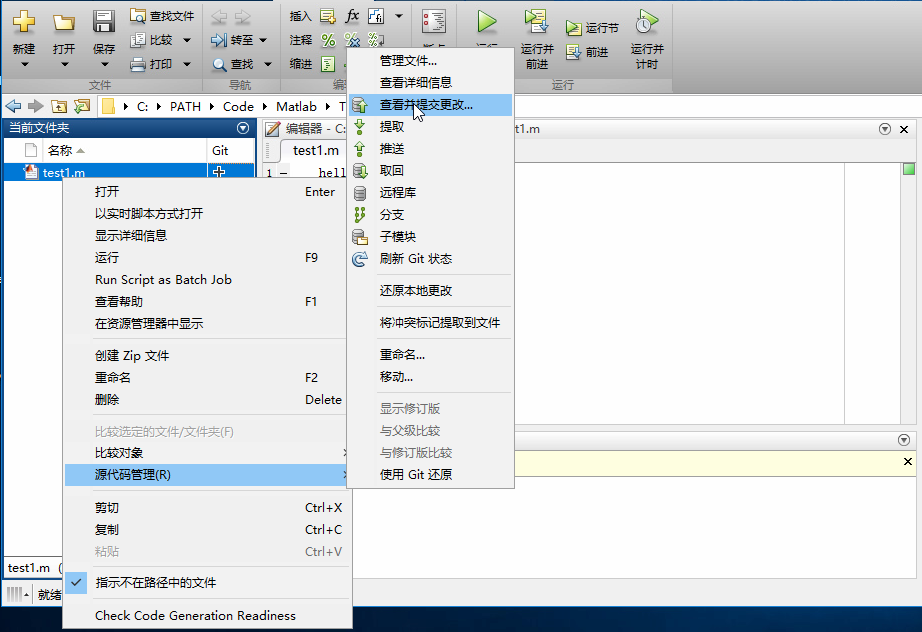 新建
打开
保存
查找文件
比较
打印
文件
转至
查找
导航
插入
fx
注释
缩进
运行并
前进
运行节
前进
运行并
计时
运行
C: PATH Code Matlab
当前文件夹
编辑器 - C:
t1.m
名称
Git
test1.m
test1.m
1 — hell
打开 Enter
以实时脚本方式打开
显示详细信息
运行 F9
Run Script as Batch Job
查看帮助 F1
在资源管理器中显示
创建 Zip 文件
重命名 F2
删除 Delete
比较选定的文件/文件夹(F)
比较对象
源代码管理(R)
剪切 Ctrl+X
复制 Ctrl+C
粘贴 Ctrl+V
指示不在路径中的文件
Check Code Generation Readiness
管理文件...
查看详细信息
查看并提交更改...
提取
推送
取回
远程库
分支
子模块
刷新 Git 状态
还原本地更改
将冲突标记提取到文件
重命名...
移动...
显示修订版
与父级比较
与修订版比较
使用 Git 还原
test1.m (
就绪